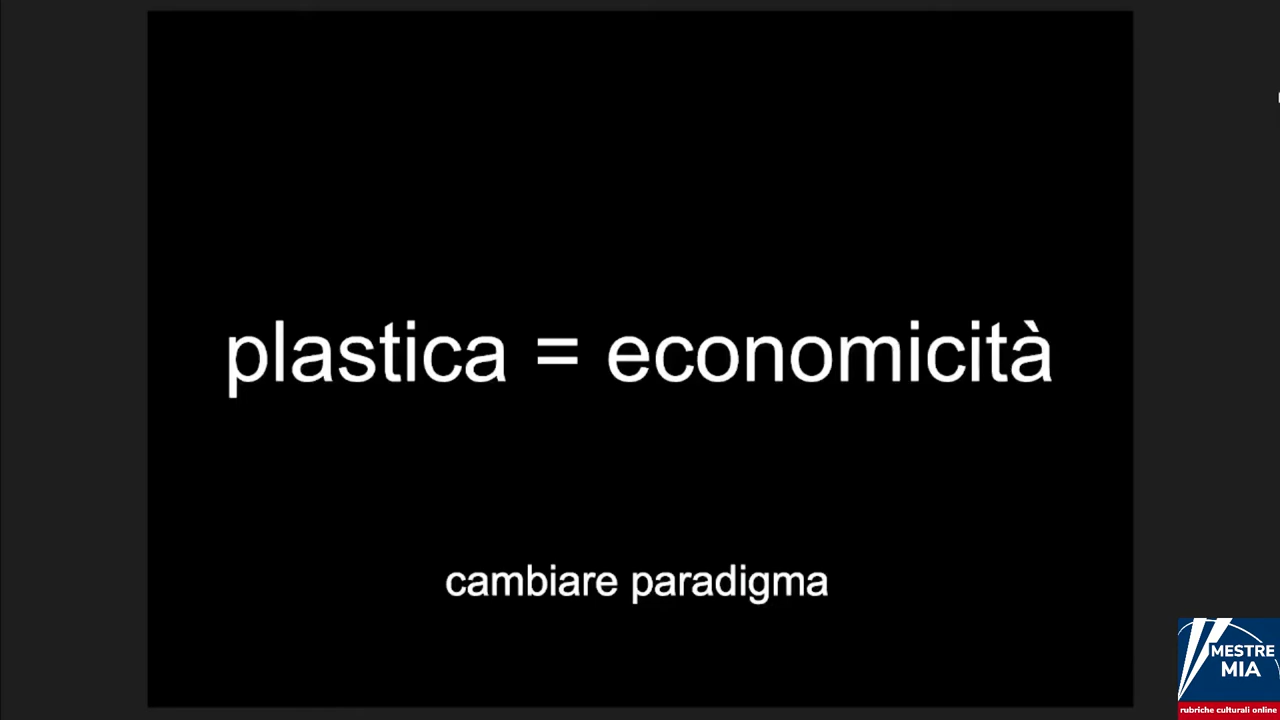 plastica = economicità
cambiare paradigma
MESTRE
MIA
rubriche culturali online